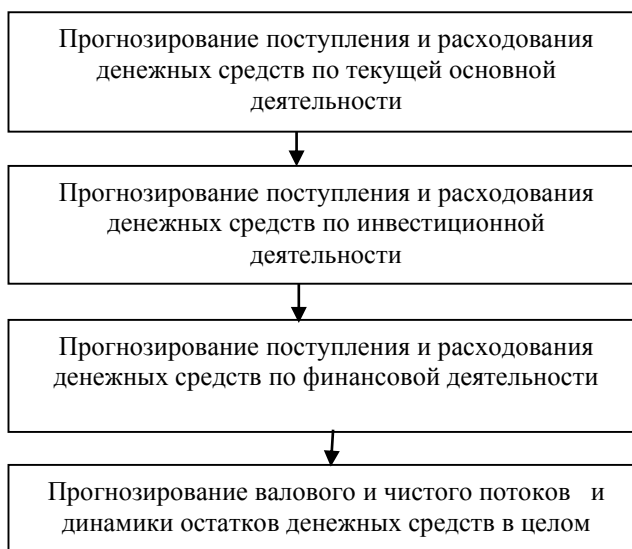 Прогнозирование поступления и расходования
денежных средств по текущей основной
деятельности
Прогнозирование поступления и расходования
денежных средств по инвестиционной
деятельности
Прогнозирование поступления и расходования
денежных средств по финансовой деятельности
Прогнозирование валового и чистого потоков и
динамики остатков денежных средств в целом